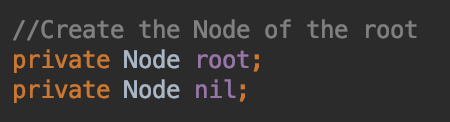 //Create the Node of the root
private Node root;
private Node nil;